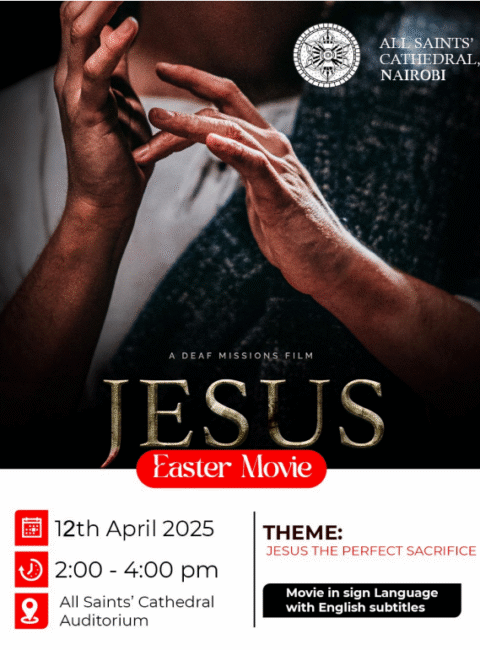 ALL SAINTS'
CATHEDRAL,
NAIROBI
A DEAF MISSIONS FILM
JESUS
Easter Movie
12th April 2025
2:00 - 4:00 pm
All Saints' Cathedral
Auditorium
THEME:
JESUS THE PERFECT SACRIFICE
Movie in sign Language
with English subtitles